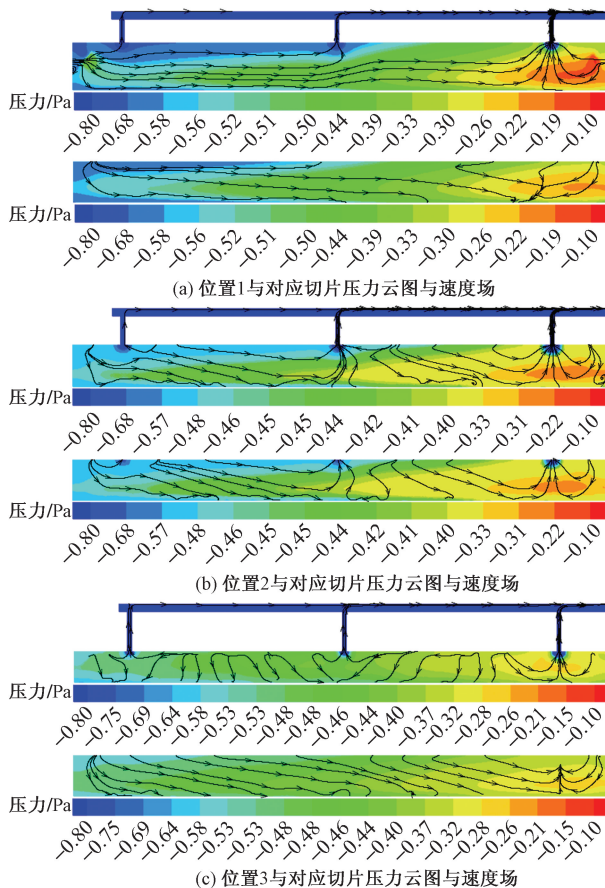 压力/Pa
−0.80 −0.68 −0.58 −0.56 −0.52 −0.51 −0.50 −0.44 −0.39 −0.33 −0.30 −0.26 −0.22 −0.19 −0.10
压力/Pa
−0.80 −0.68 −0.58 −0.56 −0.52 −0.51 −0.50 −0.44 −0.39 −0.33 −0.30 −0.26 −0.22 −0.19 −0.10
(a) 位置1与对应切片压力云图与速度场
压力/Pa
−0.80 −0.68 −0.57 −0.48 −0.46 −0.45 −0.45 −0.44 −0.42 −0.41 −0.40 −0.33 −0.31 −0.22 −0.10
压力/Pa
−0.80 −0.68 −0.57 −0.48 −0.46 −0.45 −0.45 −0.44 −0.42 −0.41 −0.40 −0.33 −0.31 −0.22 −0.10
(b) 位置2与对应切片压力云图与速度场
压力/Pa
−0.80 −0.75 −0.69 −0.64 −0.58 −0.53 −0.53 −0.48 −0.48 −0.46 −0.40 −0.37 −0.32 −0.28 −0.26 −0.21 −0.15 −0.10
压力/Pa
−0.80 −0.75 −0.69 −0.64 −0.58 −0.53 −0.53 −0.48 −0.48 −0.46 −0.40 −0.37 −0.32 −0.28 −0.26 −0.21 −0.15 −0.10
(c) 位置3与对应切片压力云图与速度场